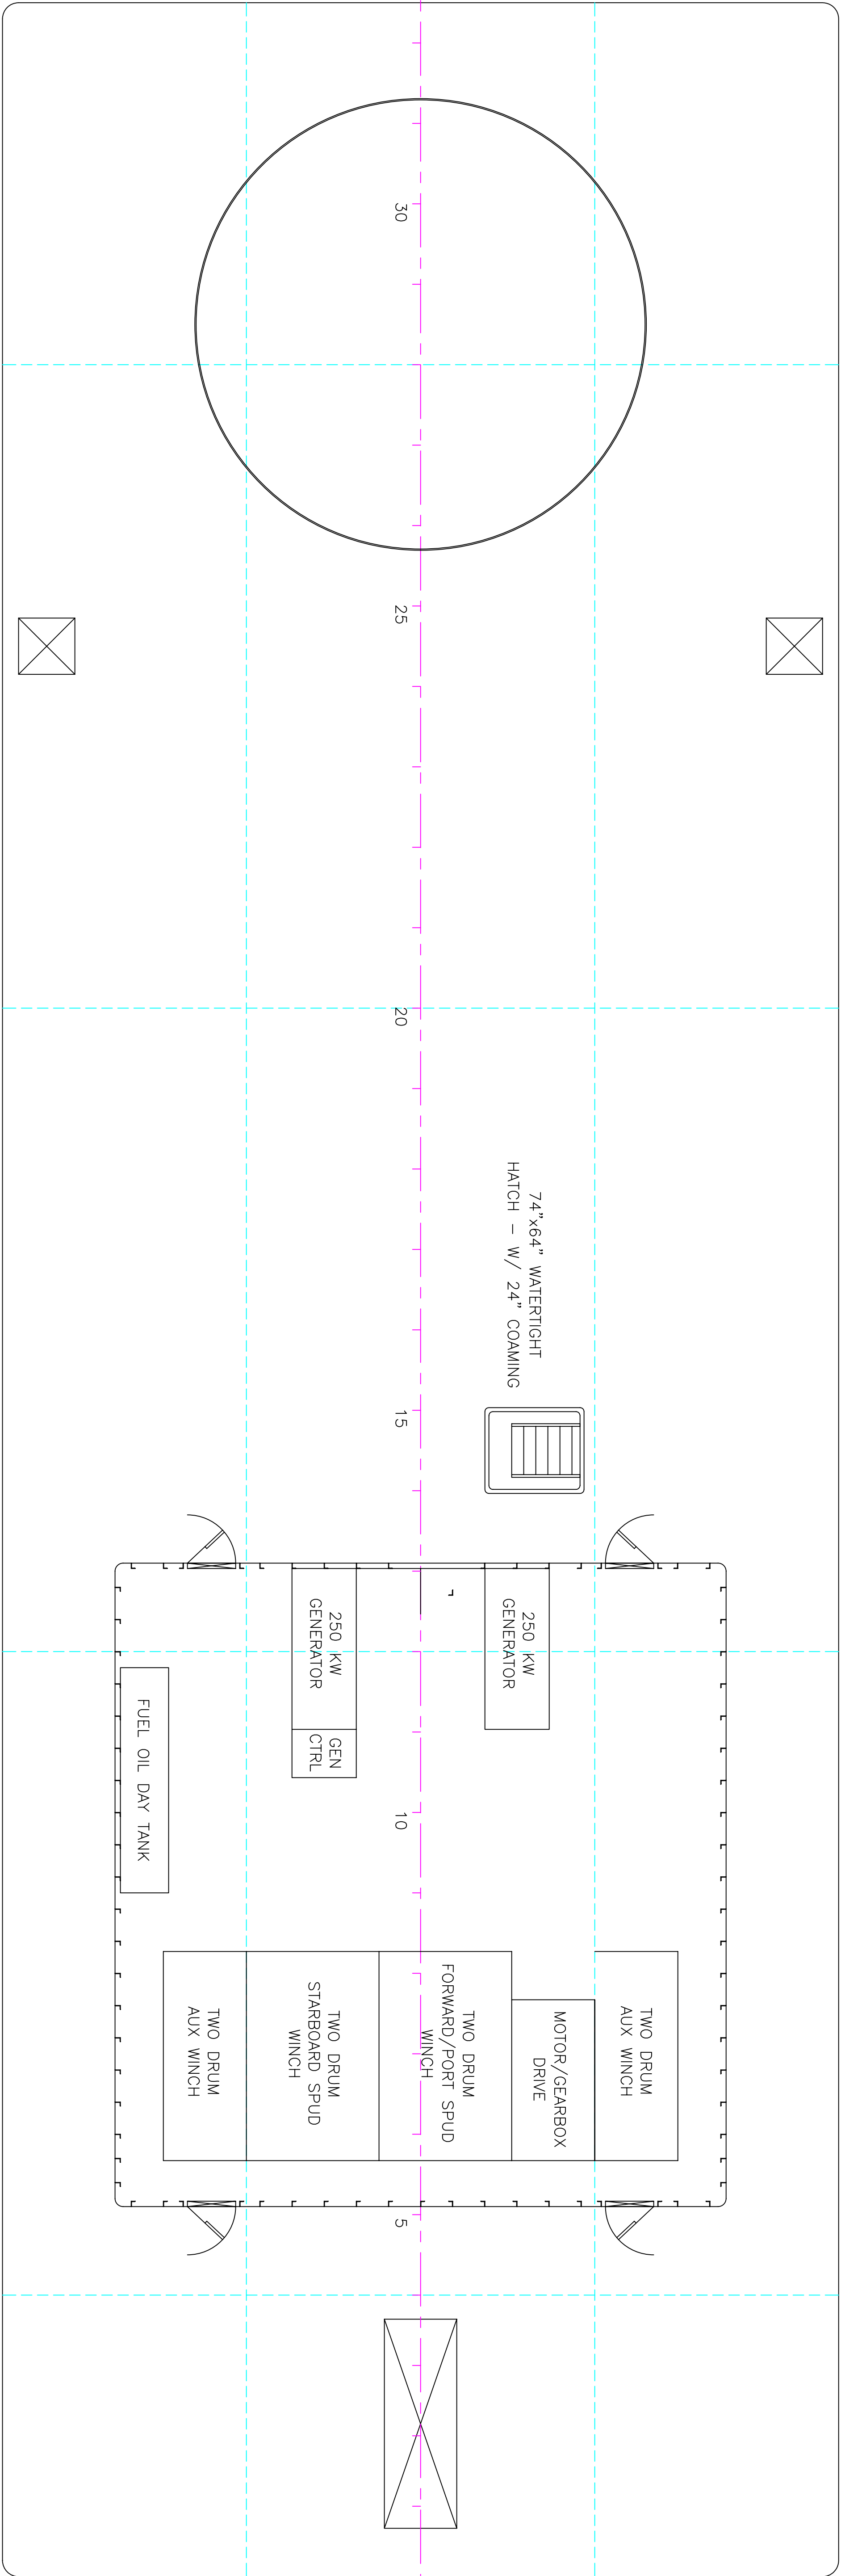 30
25
20
74"x64" WATERTIGHT
HATCH - W/ 24" COAMING
15
250 KW
GENERATOR
250 KW
GENERATOR
GEN
CTRL
FUEL OIL DAY TANK
10
TWO DRUM
AUX WINCH
MOTOR/GEARBOX
DRIVE
TWO DRUM
FORWARD/PORT SPUD
WINCH
TWO DRUM
STARBOARD SPUD
WINCH
TWO DRUM
AUX WINCH
5